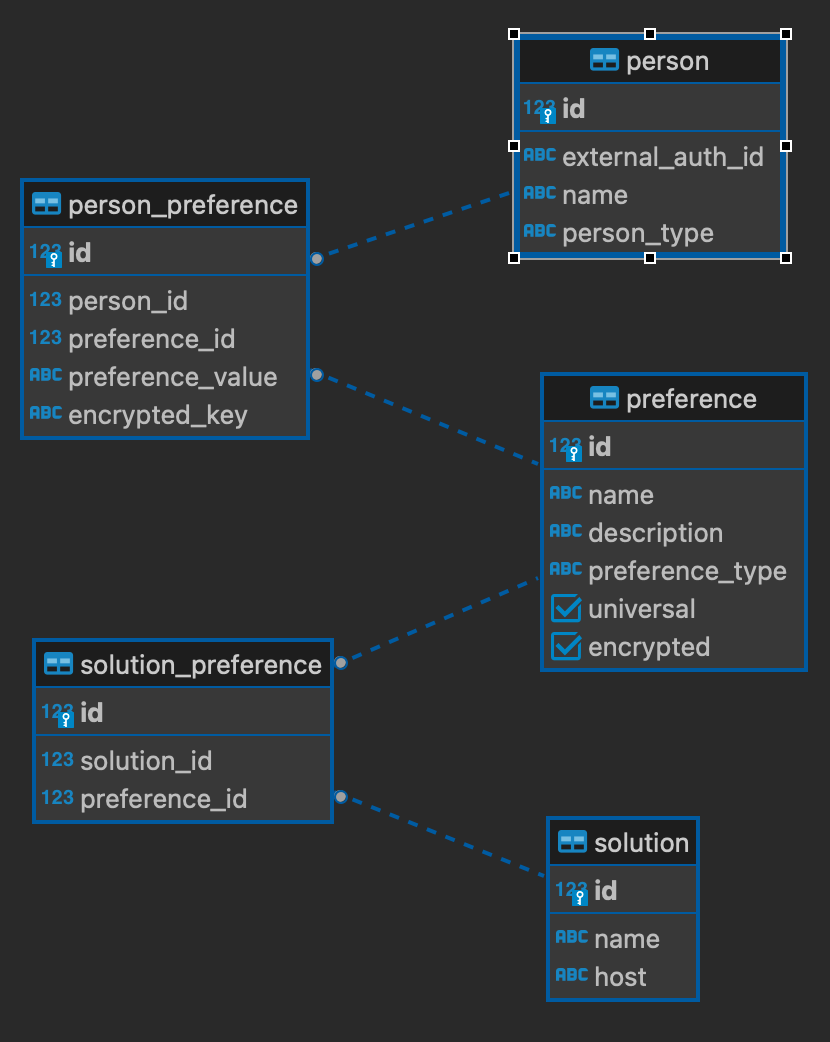 person
123 id
ABC external_auth_id
ABC name
ABC person_type
person_preference
123 id
123 person_id
123 preference_id
ABC preference_value
ABC encrypted_key
preference
123 id
ABC name
ABC description
ABC preference_type
universal
encrypted
solution_preference
123 id
123 solution_id
123 preference_id
solution
123 id
ABC name
ABC host